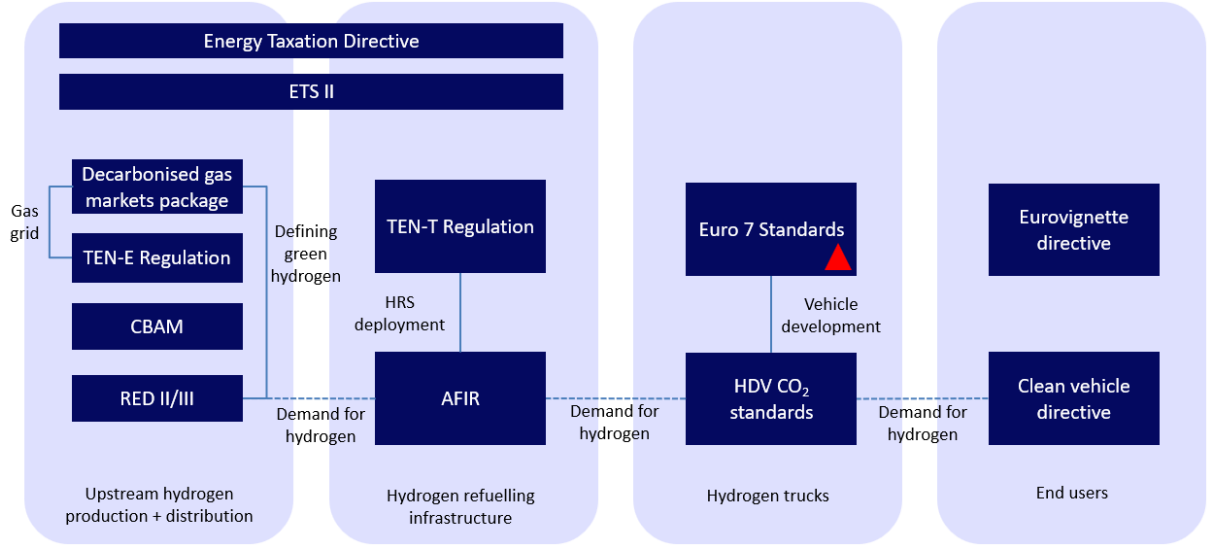 Energy Taxation Directive
ETS II
Decarbonised gas
markets package
Gas
grid
TEN-E Regulation
Defining
green
hydrogen
CBAM
RED II/III
Demand for
hydrogen
Upstream hydrogen
production + distribution
TEN-T Regulation
HRS
deployment
AFIR
Demand for
hydrogen
Hydrogen refuelling
infrastructure
Euro 7 Standards
Vehicle
development
HDV CO₂
standards
Demand for
hydrogen
Hydrogen trucks
Eurovignette
directive
Clean vehicle
directive
End users